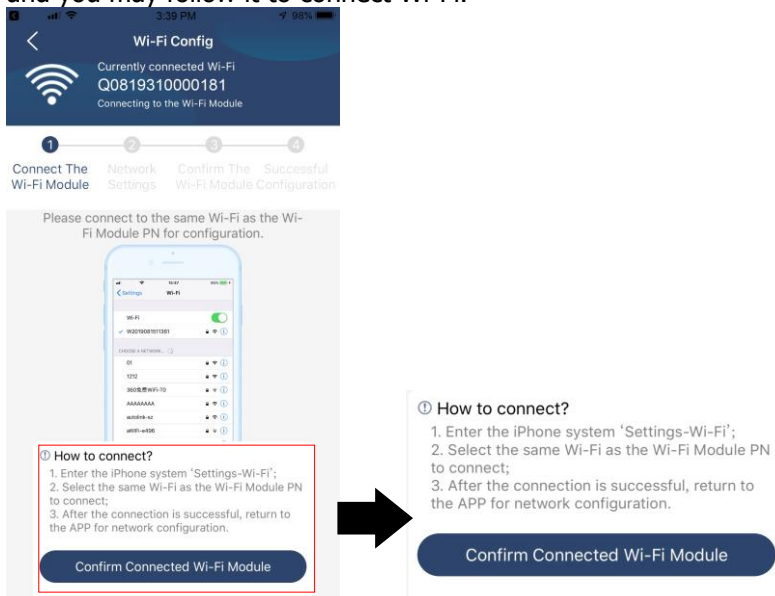 and you may follow it to connect Wi-Fi.
3:39 PM
98%
Wi-Fi Config
Currently connected Wi-Fi
Q0819310000181
Connecting to the Wi-Fi Module
1
2
3
4
Connect The
Wi-Fi Module
Network
Settings
Confirm The
Wi-Fi Module
Successful
Configuration
Please connect to the same Wi-Fi as the Wi-
Fi Module PN for configuration.
Settings
Wi-Fi
Wi-Fi
CHOOSE A NETWORK...
01
1212
AAAAAAAA
autolink-sz
How to connect?
1. Enter the iPhone system ‘Settings-Wi-Fi’;
2. Select the same Wi-Fi as the Wi-Fi Module PN
to connect;
3. After the connection is successful, return to
the APP for network configuration.
Confirm Connected Wi-Fi Module
How to connect?
1. Enter the iPhone system ‘Settings-Wi-Fi’;
2. Select the same Wi-Fi as the Wi-Fi Module PN
to connect;
3. After the connection is successful, return to
the APP for network configuration.
Confirm Connected Wi-Fi Module